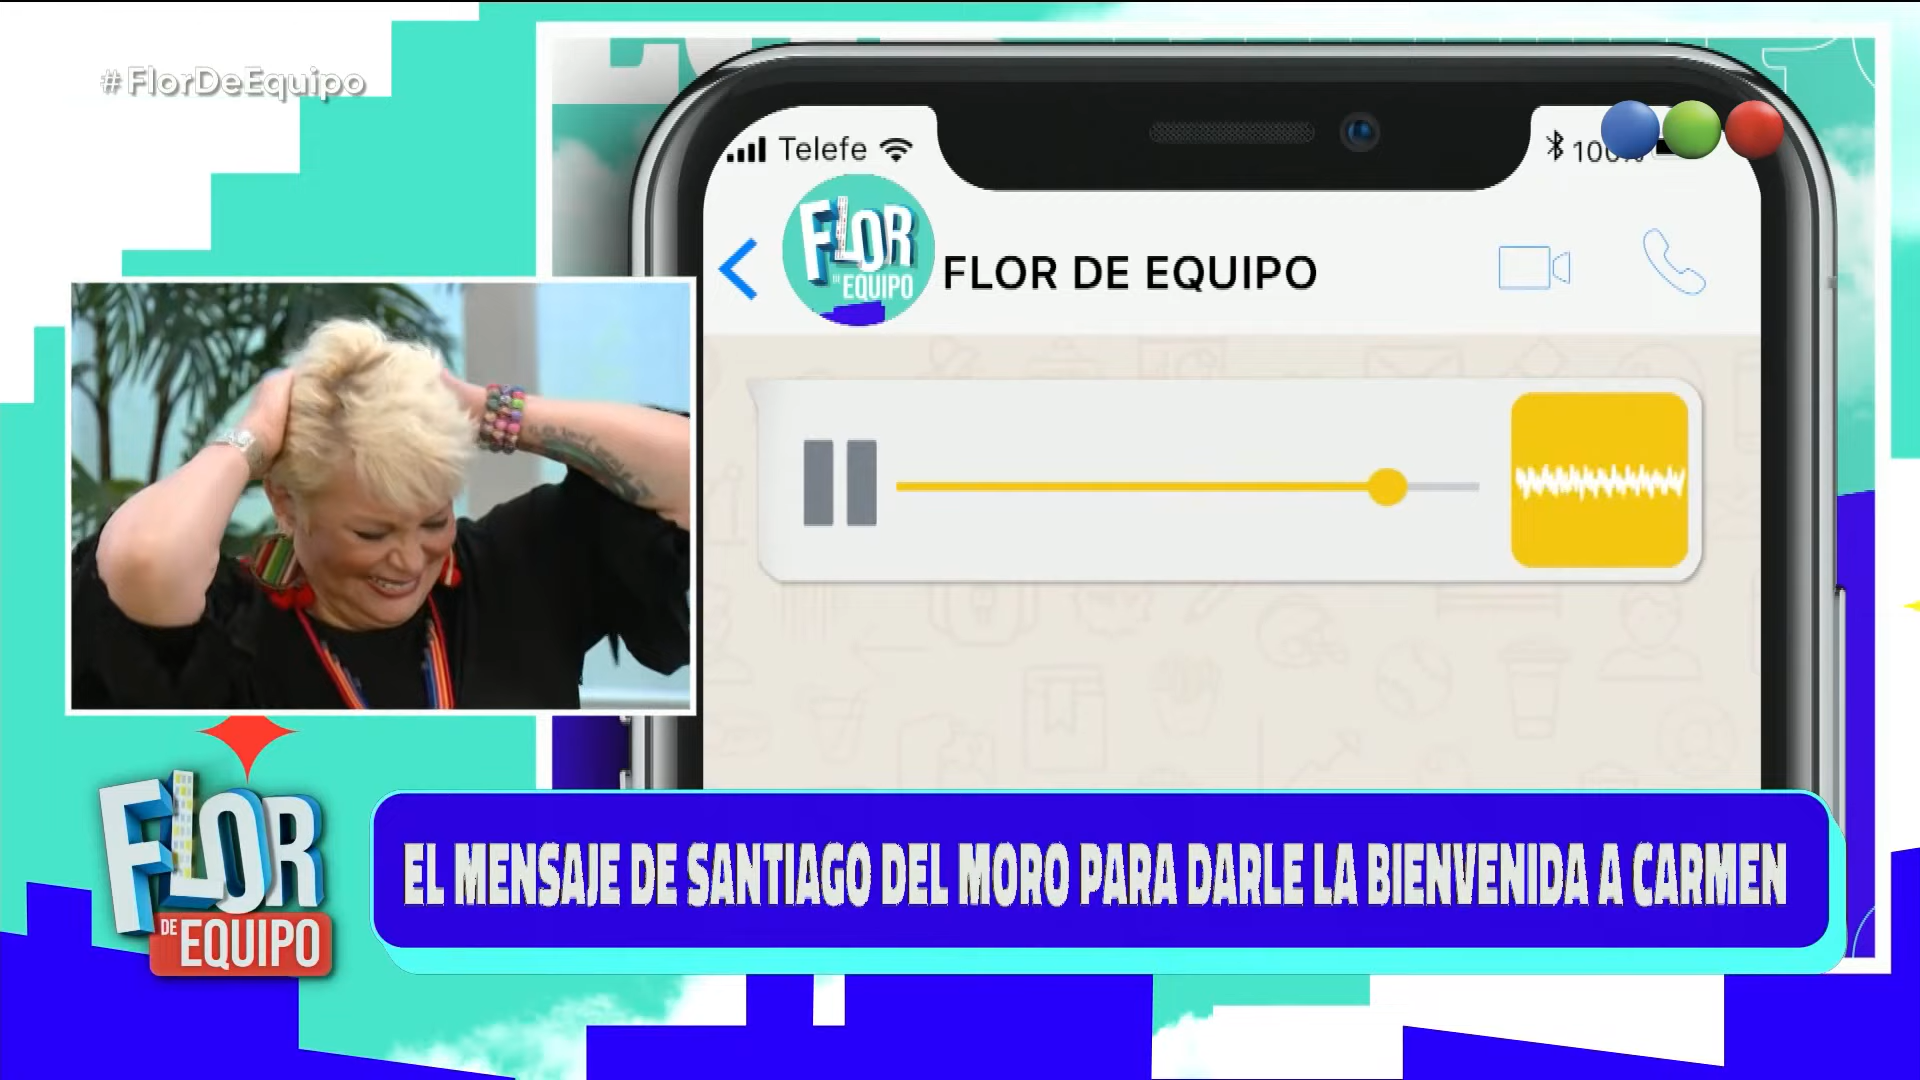 #FlorDeEquipo
Telefe
FLOR
DE EQUIPO
FLOR DE EQUIPO
EL MENSAJE DE SANTIAGO DEL MORO PARA DARLE LA BIENVENIDA A CARMEN
FLOR
DE EQUIPO